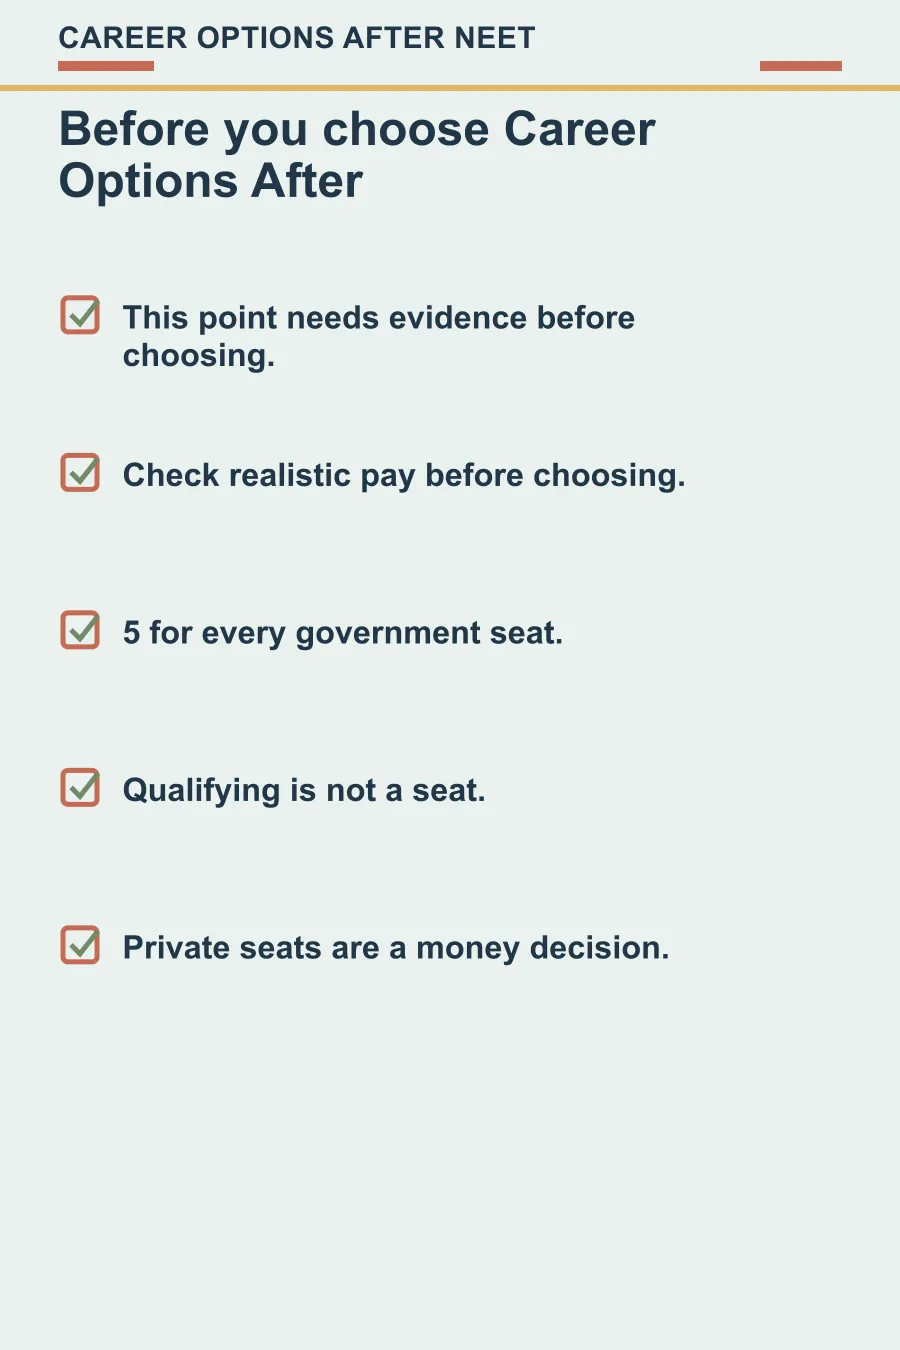 CAREER OPTIONS AFTER NEET
Before you choose Career
Options After
This point needs evidence before
choosing.
Check realistic pay before choosing.
5 for every government seat.
Qualifying is not a seat.
Private seats are a money decision.